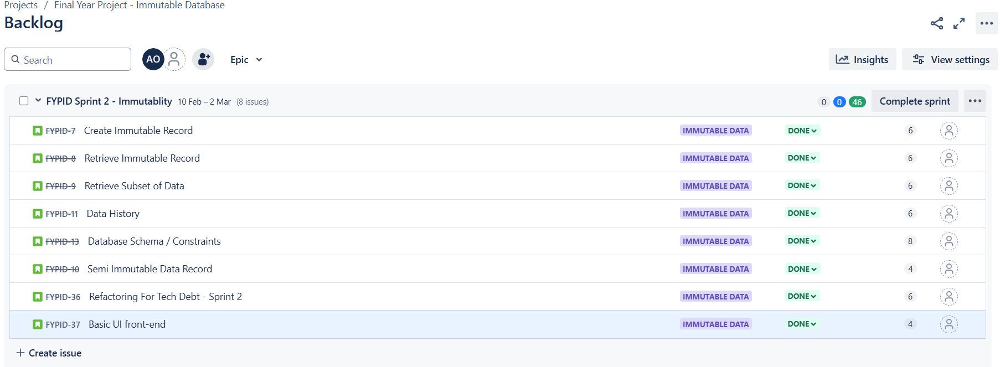 Projects / Final Year Project - Immutable Database
Backlog
Search AO Epic Insights View settings
FYPID Sprint 2 - Immutablity 10 Feb – 2 Mar (8 issues) 0 0 46 Complete sprint
FYPID-7 Create Immutable Record IMMUTABLE DATA DONE 6
FYPID-8 Retrieve Immutable Record IMMUTABLE DATA DONE 6
FYPID-9 Retrieve Subset of Data IMMUTABLE DATA DONE 6
FYPID-11 Data History IMMUTABLE DATA DONE 6
FYPID-13 Database Schema / Constraints IMMUTABLE DATA DONE 8
FYPID-10 Semi Immutable Data Record IMMUTABLE DATA DONE 4
FYPID-36 Refactoring For Tech Debt - Sprint 2 IMMUTABLE DATA DONE 6
FYPID-37 Basic UI front-end IMMUTABLE DATA DONE 4
+ Create issue